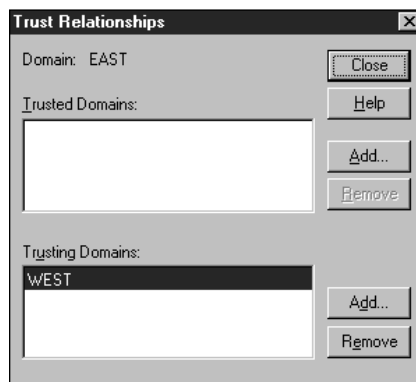 Trust Relationships
Domain: EAST
Close
Trusted Domains:
Help
Add...
Remove
Trusting Domains:
WEST
Add...
Remove